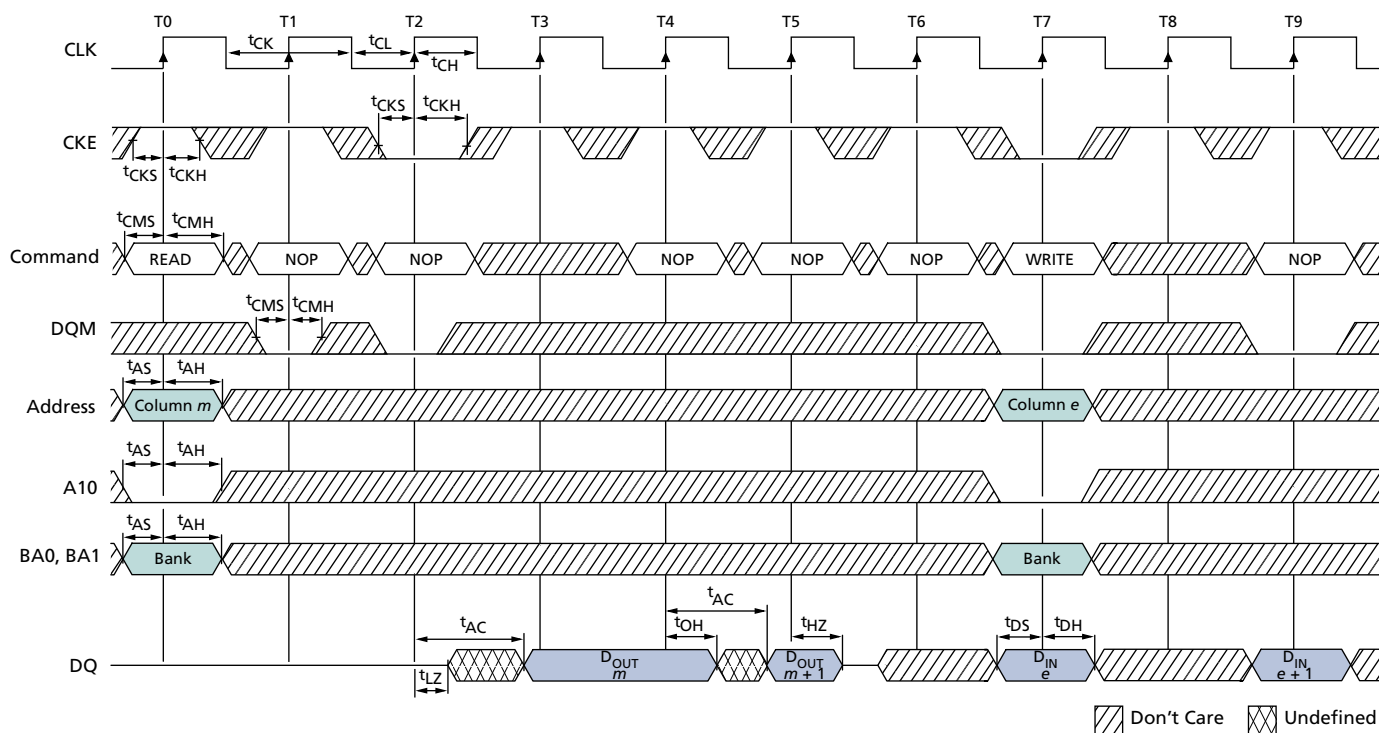 T0 T1 T2 T3 T4 T5 T6 T7 T8 T9
CLK
tCK tCL
tCH
tCKS tCKH
CKE
tCKS tCKH
tCMS tCMH
Command READ NOP NOP NOP NOP NOP WRITE NOP
tCMS tCMH
DQM
tAS tAH
Address Column m Column e
tAS tAH
A10
tAS tAH
BA0, BA1 Bank Bank
tAC
tAC tOH tHZ tDS tDH
DQ
DOUT DOUT DIN DIN
m m + 1 e e + 1
tLZ
Don't Care Undefined